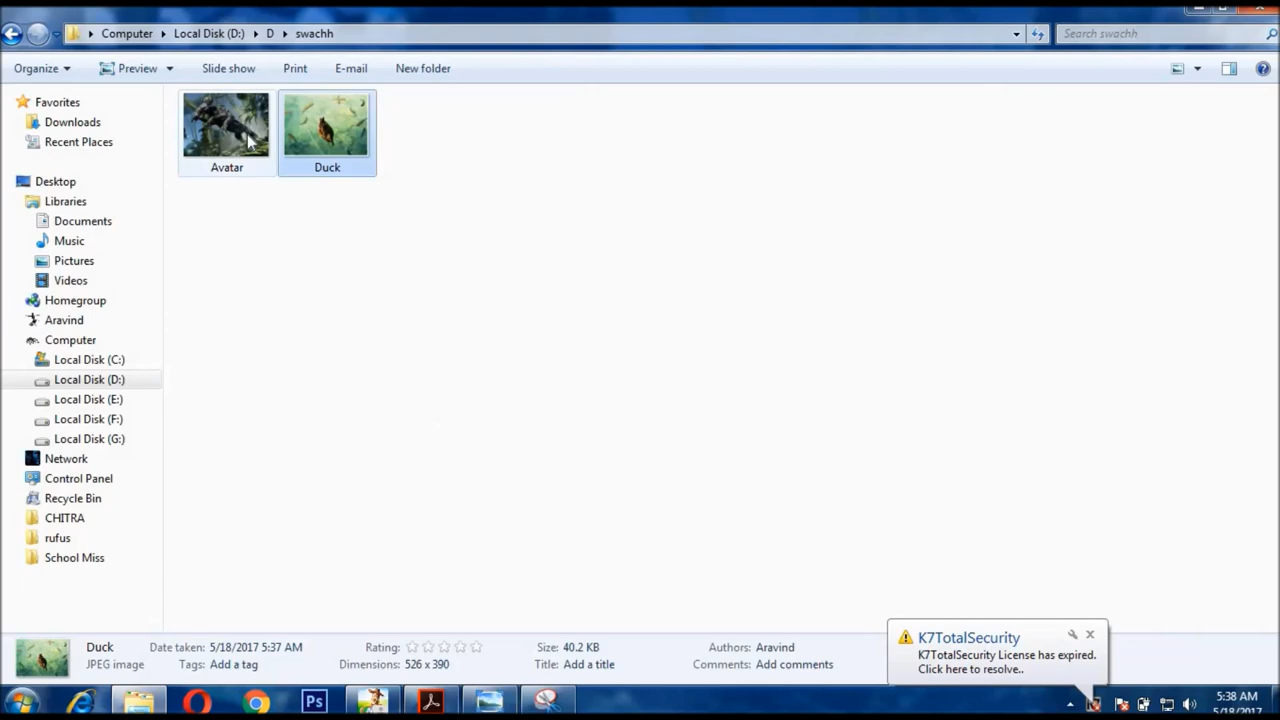 Computer ▸ Local Disk (D:) ▸ D ▸ swachh
Search swachh
Organize Preview Slide show Print E-mail New folder
Favorites
Downloads
Recent Places
Desktop
Libraries
Documents
Music
Pictures
Videos
Homegroup
Aravind
Computer
Local Disk (C:)
Local Disk (D:)
Local Disk (E:)
Local Disk (F:)
Local Disk (G:)
Network
Control Panel
Recycle Bin
CHITRA
rufus
School Miss
Avatar
Duck
Duck Date taken: 5/18/2017 5:37 AM Rating: Size: 40.2 KB Authors: Aravind
JPEG image Tags: Add a tag Dimensions: 526 x 390 Title: Add a title Comments: Add comments
K7TotalSecurity
K7TotalSecurity License has expired.
Click here to resolve..
Ps
5:38 AM
5/18/2017